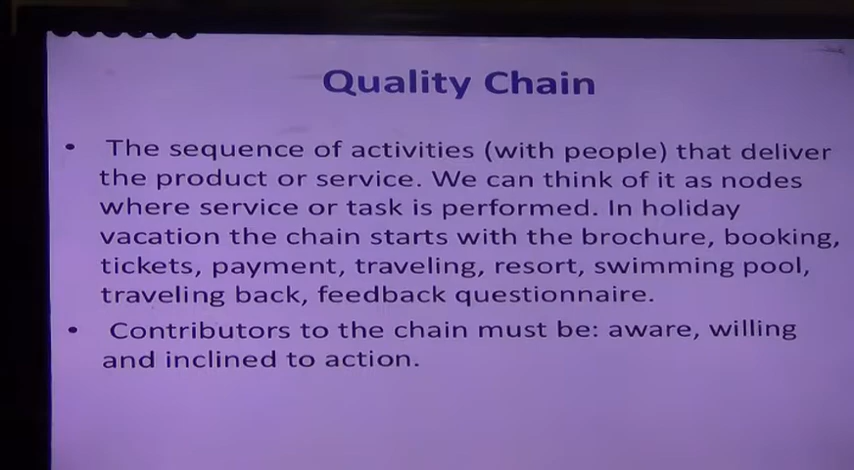 Quality Chain
• The sequence of activities (with people) that deliver
the product or service. We can think of it as nodes
where service or task is performed. In holiday
vacation the chain starts with the brochure, booking,
tickets, payment, traveling, resort, swimming pool,
traveling back, feedback questionnaire.
• Contributors to the chain must be: aware, willing
and inclined to action.